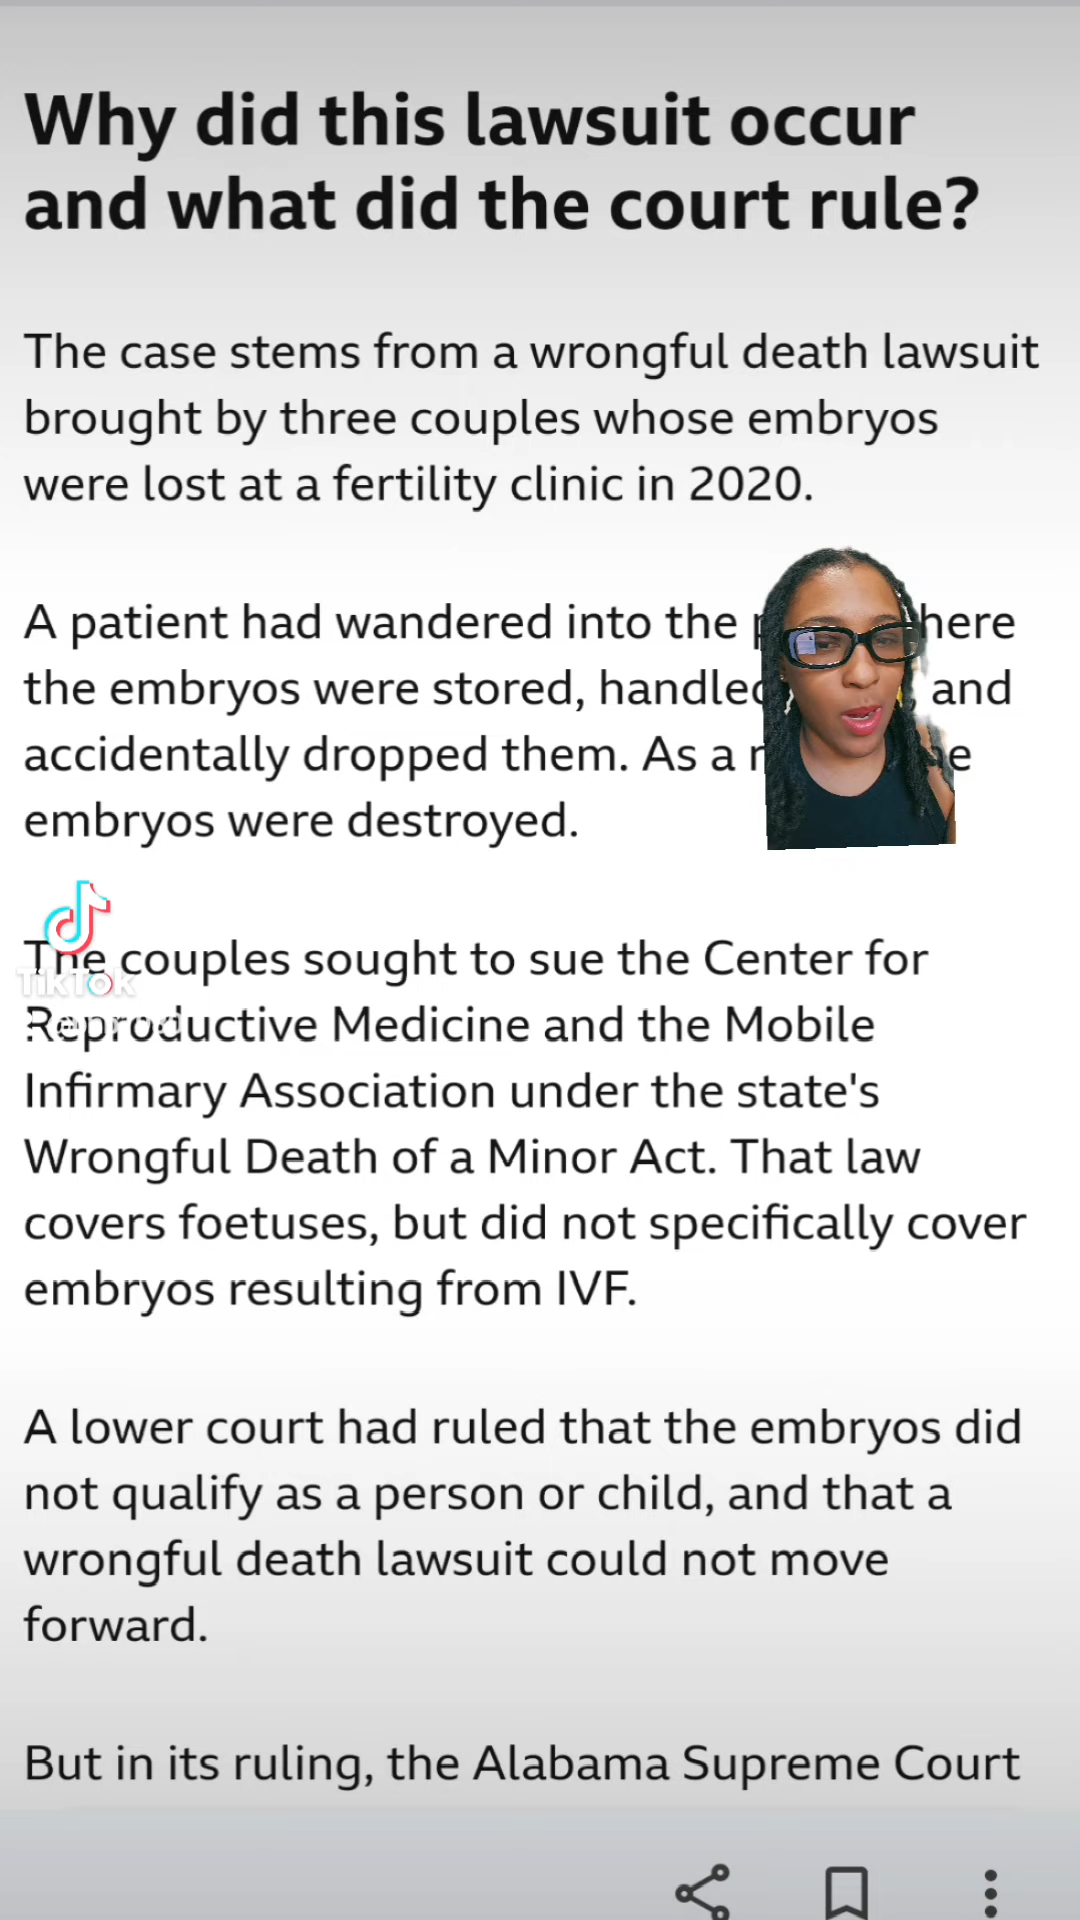 Why did this lawsuit occur
and what did the court rule?
The case stems from a wrongful death lawsuit
brought by three couples whose embryos
were lost at a fertility clinic in 2020.
A patient had wandered into the here
the embryos were stored, handled and
accidentally dropped them. As a e
embryos were destroyed.
TikTok
The couples sought to sue the Center for
Reproductive Medicine and the Mobile
Infirmary Association under the state's
Wrongful Death of a Minor Act. That law
covers foetuses, but did not specifically cover
embryos resulting from IVF.
A lower court had ruled that the embryos did
not qualify as a person or child, and that a
wrongful death lawsuit could not move
forward.
But in its ruling, the Alabama Supreme Court